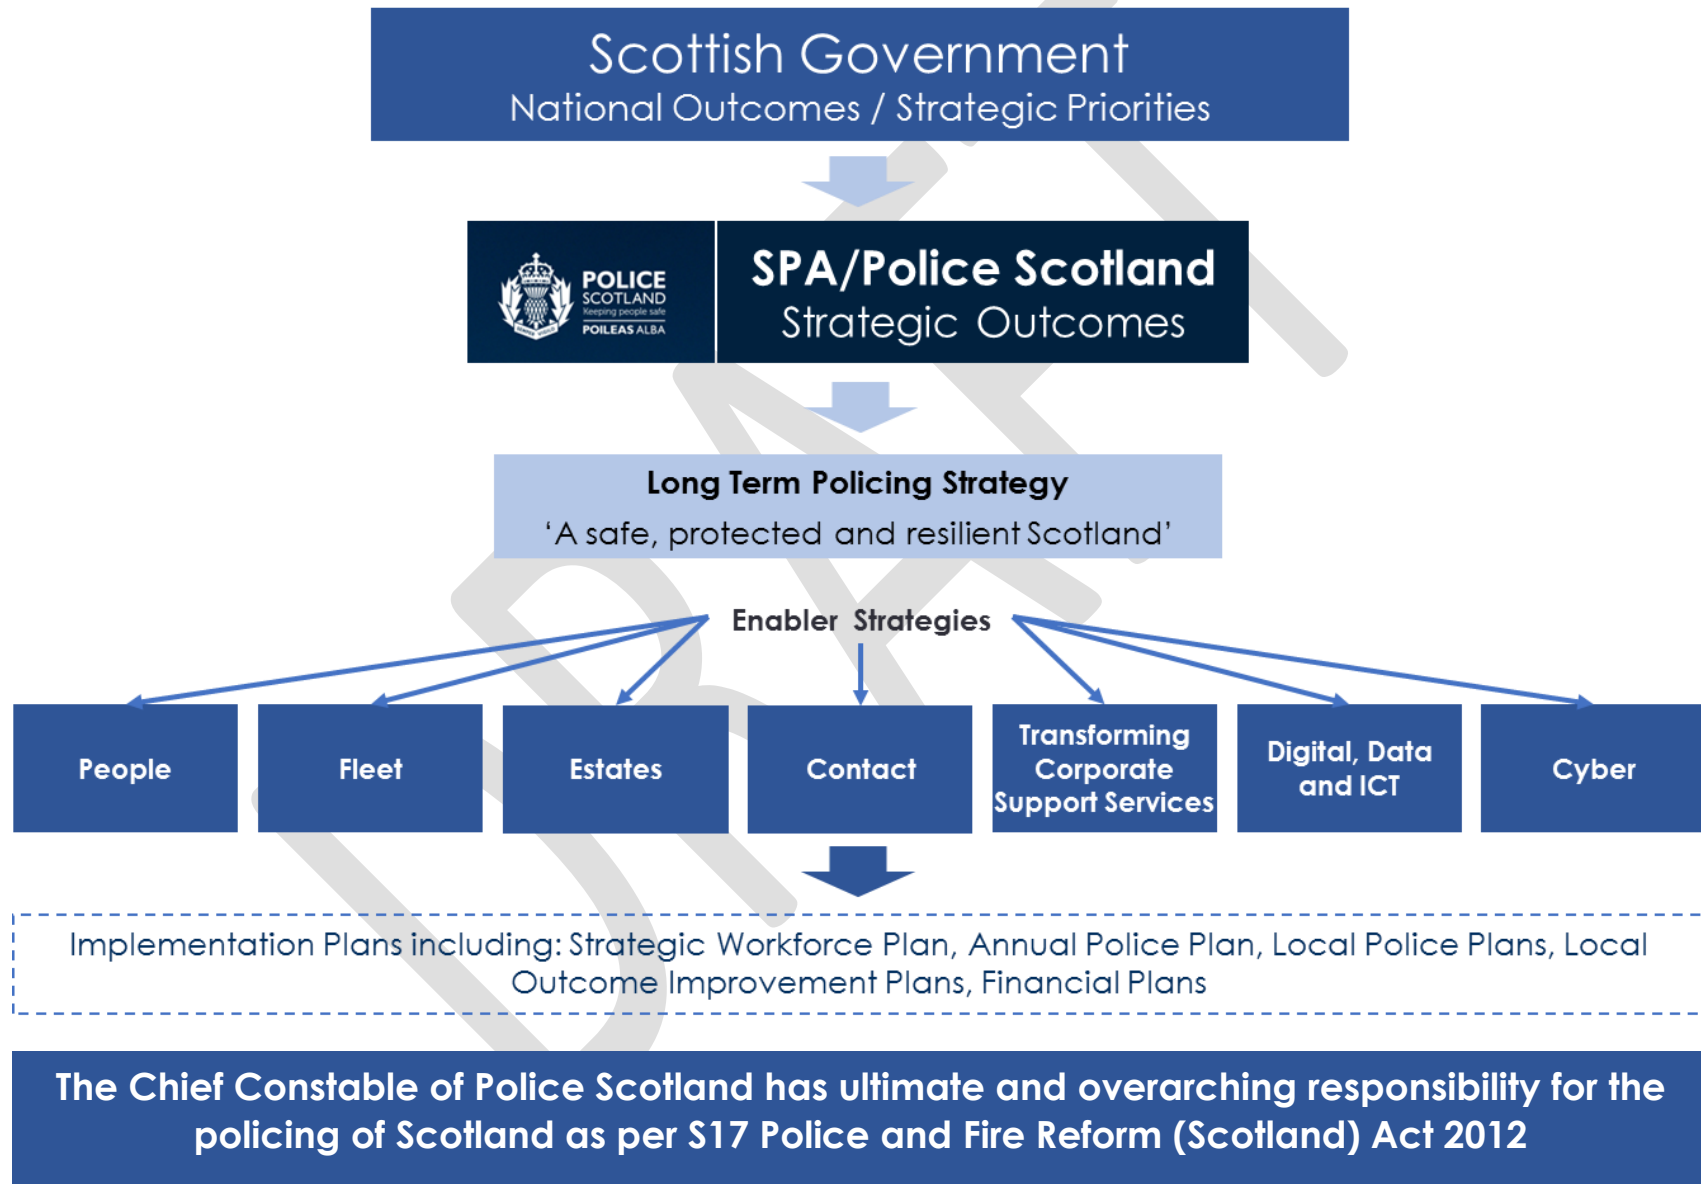 Scottish Government
National Outcomes / Strategic Priorities
POLICE
SCOTLAND
Keeping people safe
POILEAS ALBA
SPA/Police Scotland
Strategic Outcomes
Long Term Policing Strategy
‘A safe, protected and resilient Scotland’
Enabler Strategies
People
Fleet
Estates
Contact
Transforming
Corporate
Support Services
Digital, Data
and ICT
Cyber
Implementation Plans including: Strategic Workforce Plan, Annual Police Plan, Local Police Plans, Local
Outcome Improvement Plans, Financial Plans
The Chief Constable of Police Scotland has ultimate and overarching responsibility for the
policing of Scotland as per S17 Police and Fire Reform (Scotland) Act 2012
DRAFT